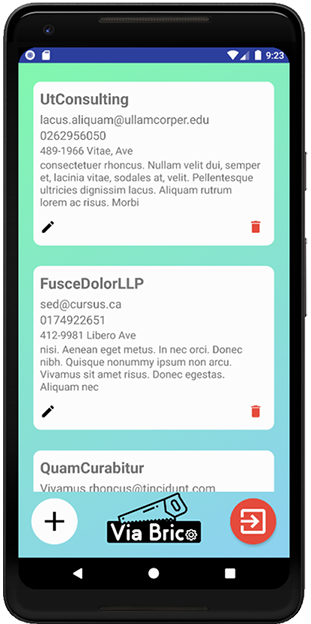 9:23
UtConsulting
lacus.aliquam@ullamcorper.edu
0262956050
489-1966 Vitae, Ave
consectetuer rhoncus. Nullam velit dui, semper
et, lacinia vitae, sodales at, velit. Pellentesque
ultricies dignissim lacus. Aliquam rutrum
lorem ac risus. Morbi
FusceDolorLLP
sed@cursus.ca
0174922651
412-9981 Libero Ave
nisi. Aenean eget metus. In nec orci. Donec
nibh. Quisque nonummy ipsum non arcu.
Vivamus sit amet risus. Donec egestas.
Aliquam nec
QuamCurabitur
Vivamus.rhoncus@tincidunt.com
Via Brico